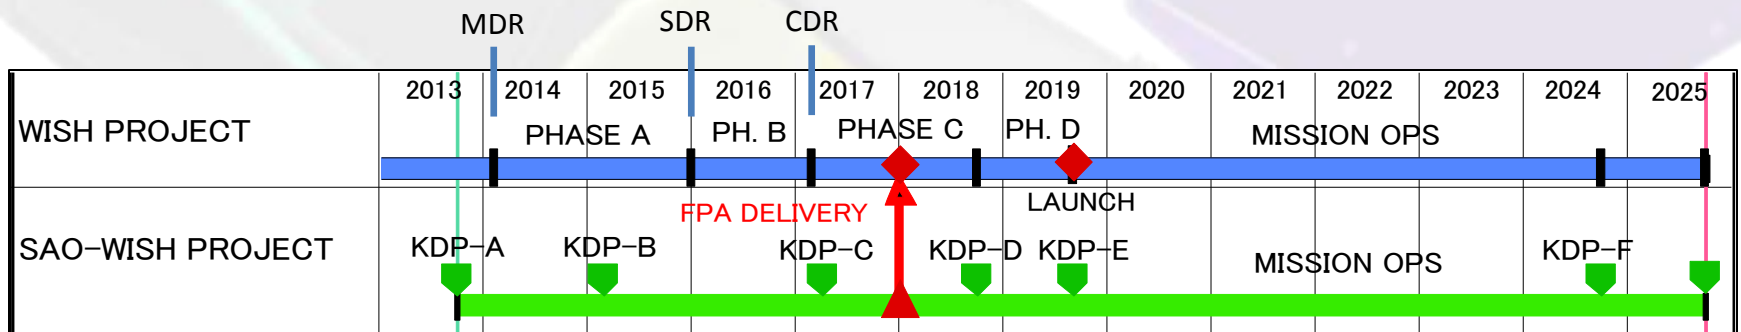 MDR SDR CDR
2013 2014 2015 2016 2017 2018 2019 2020 2021 2022 2023 2024 2025
WISH PROJECT PHASE A PH. B PHASE C PH. D MISSION OPS
FPA DELIVERY LAUNCH
SAO-WISH PROJECT KDP-A KDP-B KDP-C KDP-D KDP-E MISSION OPS KDP-F